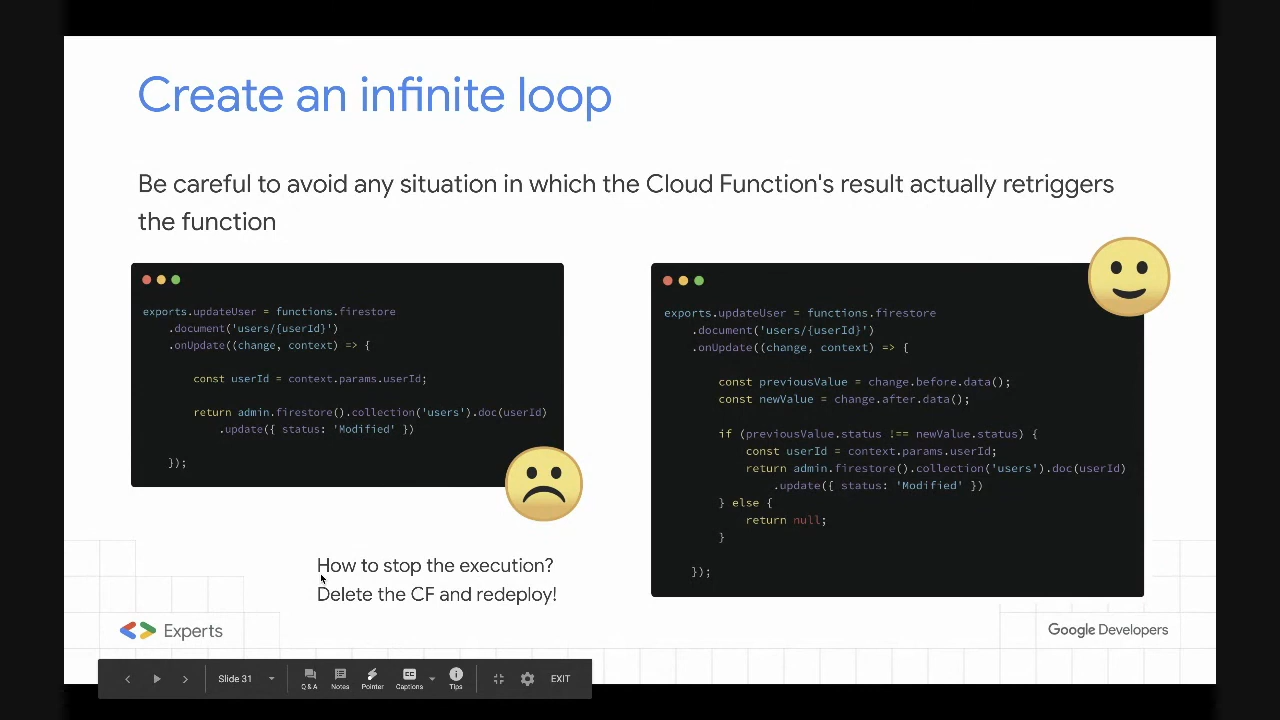 Create an infinite loop
Be careful to avoid any situation in which the Cloud Function's result actually retriggers
the function
exports.updateUser = functions.firestore
.document('users/{userId}')
.onUpdate((change, context) => {
const userId = context.params.userId;
return admin.firestore().collection('users').doc(userId)
.update({ status: 'Modified' })
});
exports.updateUser = functions.firestore
.document('users/{userId}')
.onUpdate((change, context) => {
const previousValue = change.before.data();
const newValue = change.after.data();
if (previousValue.status !== newValue.status) {
const userId = context.params.userId;
return admin.firestore().collection('users').doc(userId)
.update({ status: 'Modified' })
} else {
return null;
}
});
How to stop the execution?
Delete the CF and redeploy!
Experts
Google Developers
Slide 31
Q & A
Notes
Pointer
Captions
Tips
EXIT